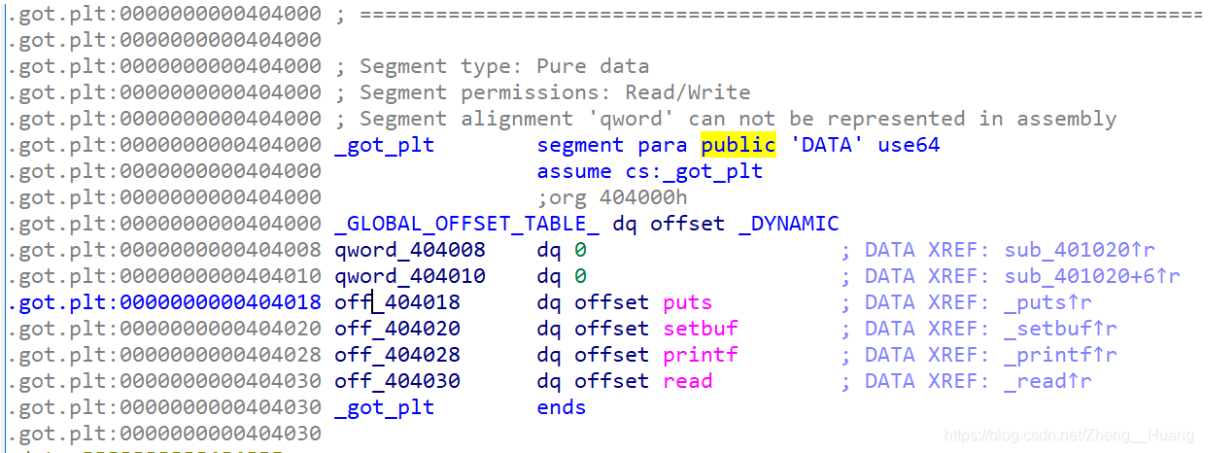 .got.plt:0000000000404000 ; ===========================================================================
.got.plt:0000000000404000
.got.plt:0000000000404000 ; Segment type: Pure data
.got.plt:0000000000404000 ; Segment permissions: Read/Write
.got.plt:0000000000404000 ; Segment alignment 'qword' can not be represented in assembly
.got.plt:0000000000404000 _got_plt segment para public 'DATA' use64
.got.plt:0000000000404000 assume cs:_got_plt
.got.plt:0000000000404000 ;org 404000h
.got.plt:0000000000404000 _GLOBAL_OFFSET_TABLE_ dq offset _DYNAMIC
.got.plt:0000000000404008 qword_404008 dq 0 ; DATA XREF: sub_401020↑r
.got.plt:0000000000404010 qword_404010 dq 0 ; DATA XREF: sub_401020+6↑r
.got.plt:0000000000404018 off_404018 dq offset puts ; DATA XREF: _puts↑r
.got.plt:0000000000404020 off_404020 dq offset setbuf ; DATA XREF: _setbuf↑r
.got.plt:0000000000404028 off_404028 dq offset printf ; DATA XREF: _printf↑r
.got.plt:0000000000404030 off_404030 dq offset read ; DATA XREF: _read↑r
.got.plt:0000000000404030 _got_plt ends
.got.plt:0000000000404030
https://blog.csdn.net/Zheng__Huang